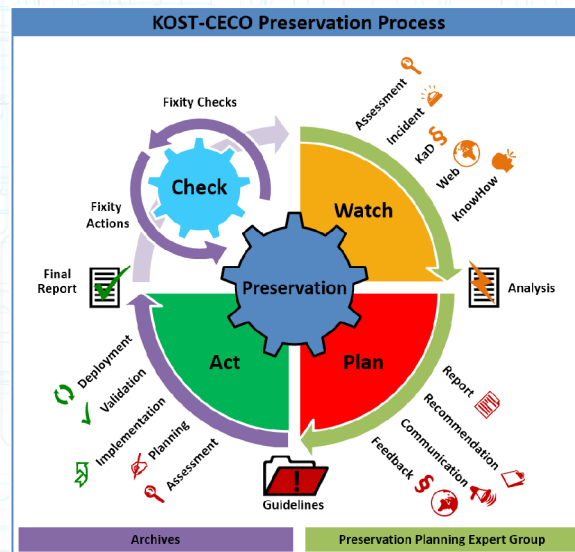 KOST-CECO Preservation Process
Fixity Checks
Check
Fixity
Actions
Final
Report
Assessment
Incident
KaD
§
Web
KnowHow
Watch
Preservation
Analysis
Act
Plan
Deployment
Validation
Implementation
Planning
Assessment
Report
Recommendation
Communication
Feedback
§
!
Guidelines
Archives
Preservation Planning Expert Group